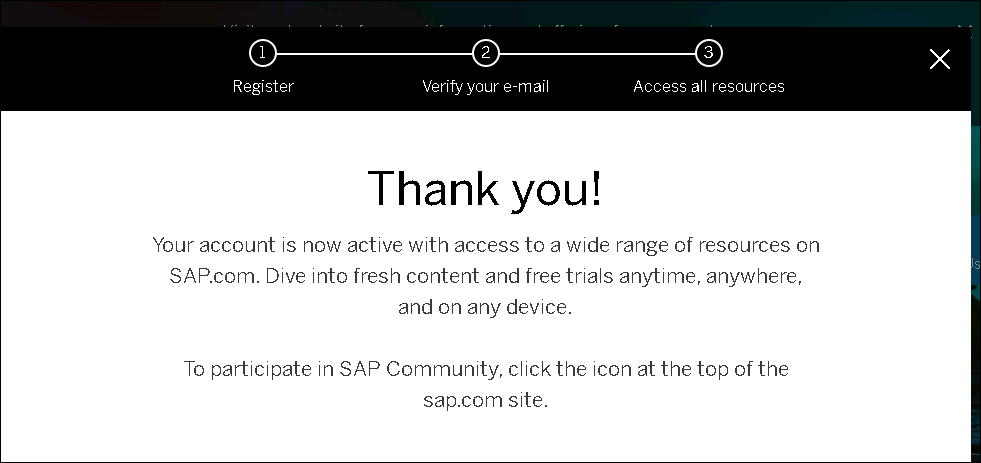 1
2
3
Register
Verify your e-mail
Access all resources
Thank you!
Your account is now active with access to a wide range of resources on
SAP.com. Dive into fresh content and free trials anytime, anywhere,
and on any device.
To participate in SAP Community, click the icon at the top of the
sap.com site.